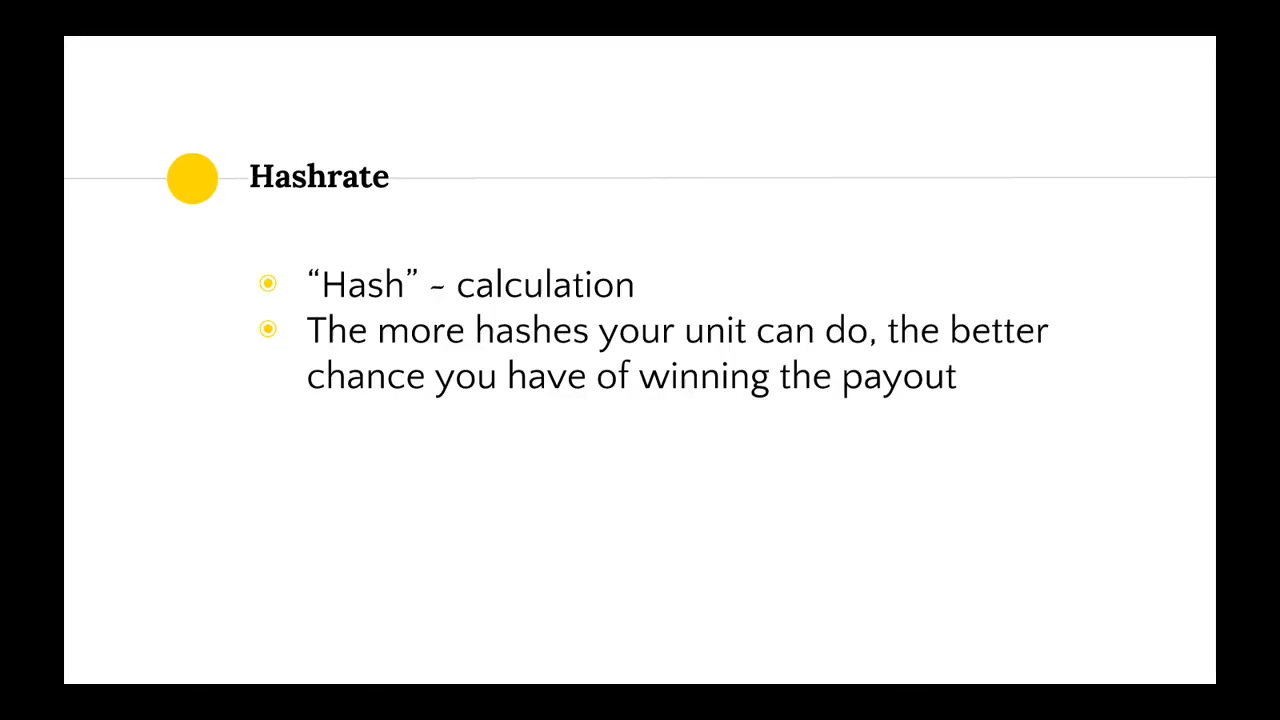 Hashrate
“Hash” ~ calculation
The more hashes your unit can do, the better
chance you have of winning the payout